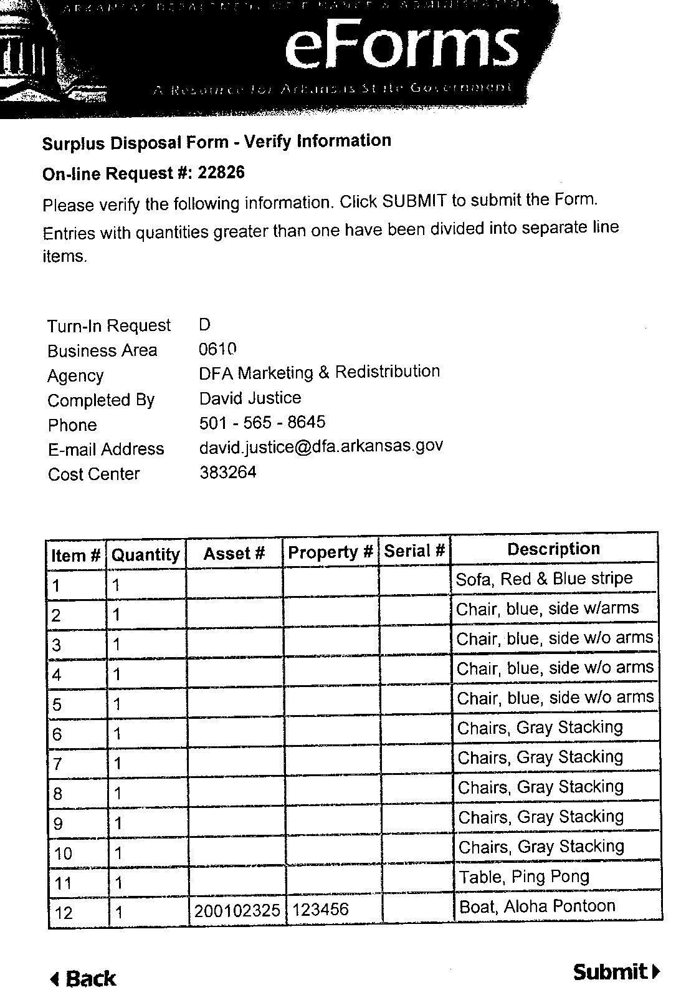 ARKANSAS DEPARTMENT OF FINANCE & ADMINISTRATION
eForms
A Resource for Arkansas State Government
Surplus Disposal Form - Verify Information
On-line Request #: 22826
Please verify the following information. Click SUBMIT to submit the Form.
Entries with quantities greater than one have been divided into separate line
items.
Turn-In Request D
Business Area 0610
Agency DFA Marketing & Redistribution
Completed By David Justice
Phone 501 - 565 - 8645
E-mail Address david.justice@dfa.arkansas.gov
Cost Center 383264
Item # Quantity Asset # Property # Serial # Description
1 1 Sofa, Red & Blue stripe
2 1 Chair, blue, side w/arms
3 1 Chair, blue, side w/o arms
4 1 Chair, blue, side w/o arms
5 1 Chair, blue, side w/o arms
6 1 Chairs, Gray Stacking
7 1 Chairs, Gray Stacking
8 1 Chairs, Gray Stacking
9 1 Chairs, Gray Stacking
10 1 Chairs, Gray Stacking
11 1 Table, Ping Pong
12 1 200102325 123456 Boat, Aloha Pontoon
Back Submit